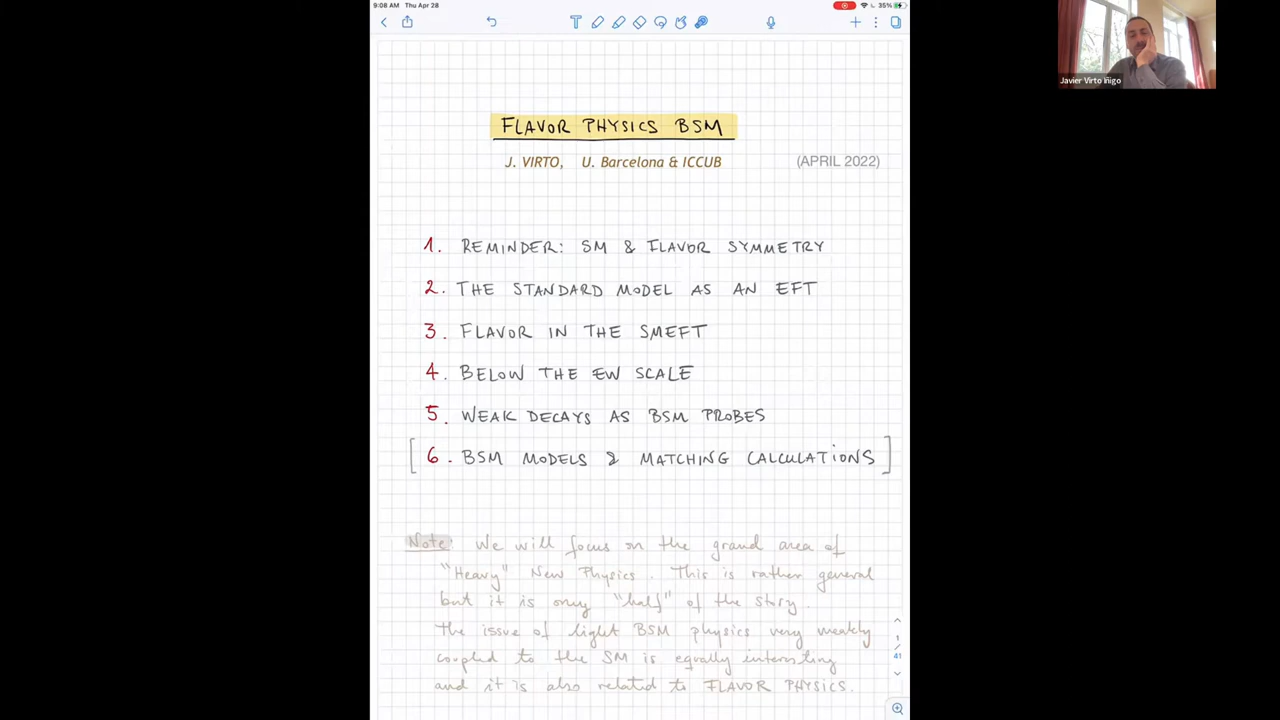 9:08 AM Thu Apr 28
35%
T
Javier Virto Iñigo
FLAVOR PHYSICS BSM
J. VIRTO, U. Barcelona & ICCUB (APRIL 2022)
1. REMINDER: SM & FLAVOR SYMMETRY
2. THE STANDARD MODEL AS AN EFT
3. FLAVOR IN THE SMEFT
4. BELOW THE EW SCALE
5. WEAK DECAYS AS BSM PROBES
[6. BSM MODELS & MATCHING CALCULATIONS]
Note: We will focus on the grand area of
"Heavy" New Physics. This is rather general
but it is only "half" of the story.
The issue of light BSM physics very weakly
coupled to the SM is equally interesting
and it is also related to FLAVOR PHYSICS.
1
/
41